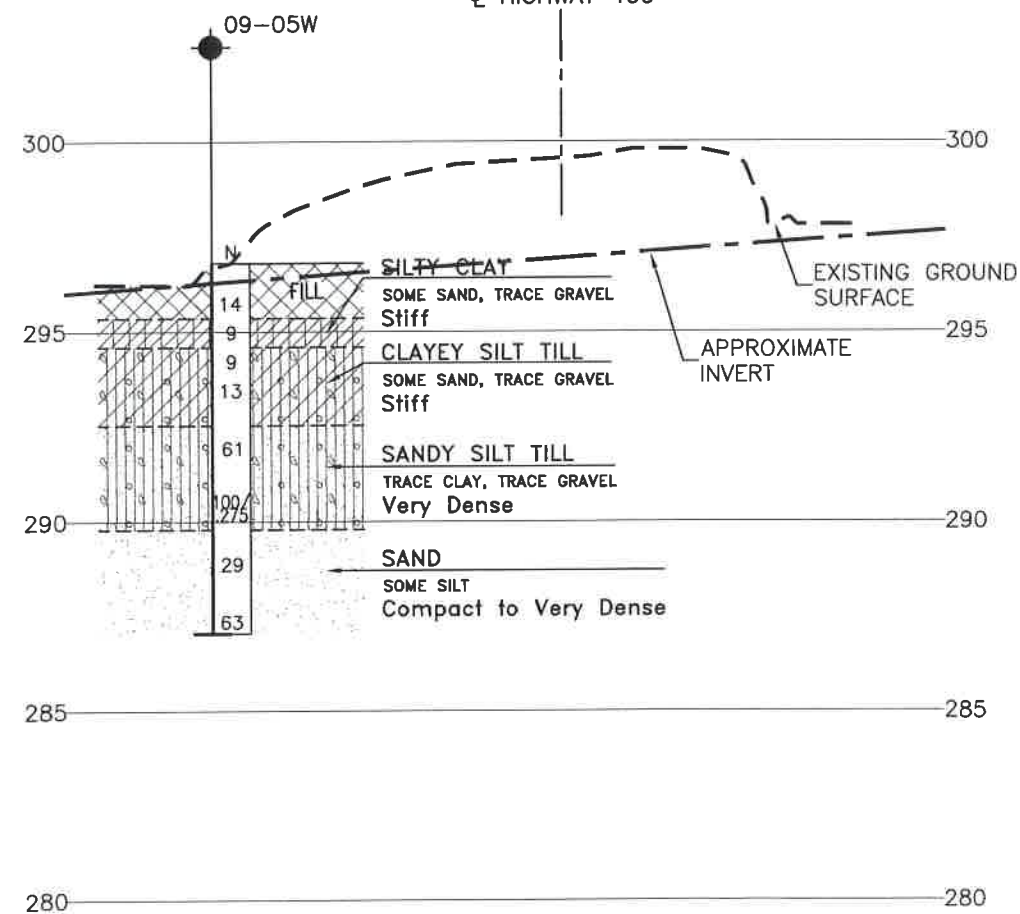 ℄ HIGHWAY
09-05W
300
300
N
SILTY CLAY
SOME SAND, TRACE GRAVEL
Stiff
FILL
14
EXISTING GROUND
SURFACE
295
9
295
9
CLAYEY SILT TILL
SOME SAND, TRACE GRAVEL
Stiff
APPROXIMATE
INVERT
13
61
SANDY SILT TILL
TRACE CLAY, TRACE GRAVEL
Very Dense
100/
.275
290
290
29
SAND
SOME SILT
Compact to Very Dense
63
285
285
280
280